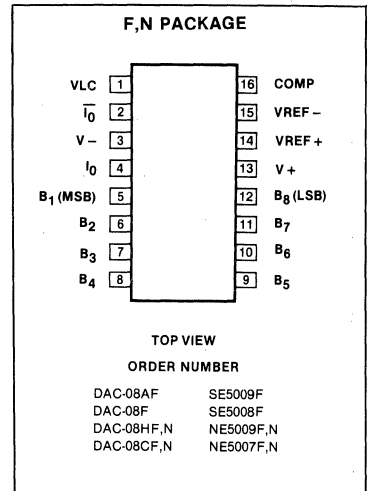 F,N PACKAGE
VLC 1 16 COMP
I̅0̅ 2 15 VREF –
V – 3 14 VREF +
I0 4 13 V +
B1 (MSB) 5 12 B8 (LSB)
B2 6 11 B7
B3 7 10 B6
B4 8 9 B5
TOP VIEW
ORDER NUMBER
DAC-08AF SE5009F
DAC-08F SE5008F
DAC-08HF,N NE5009F,N
DAC-08CF,N NE5007F,N